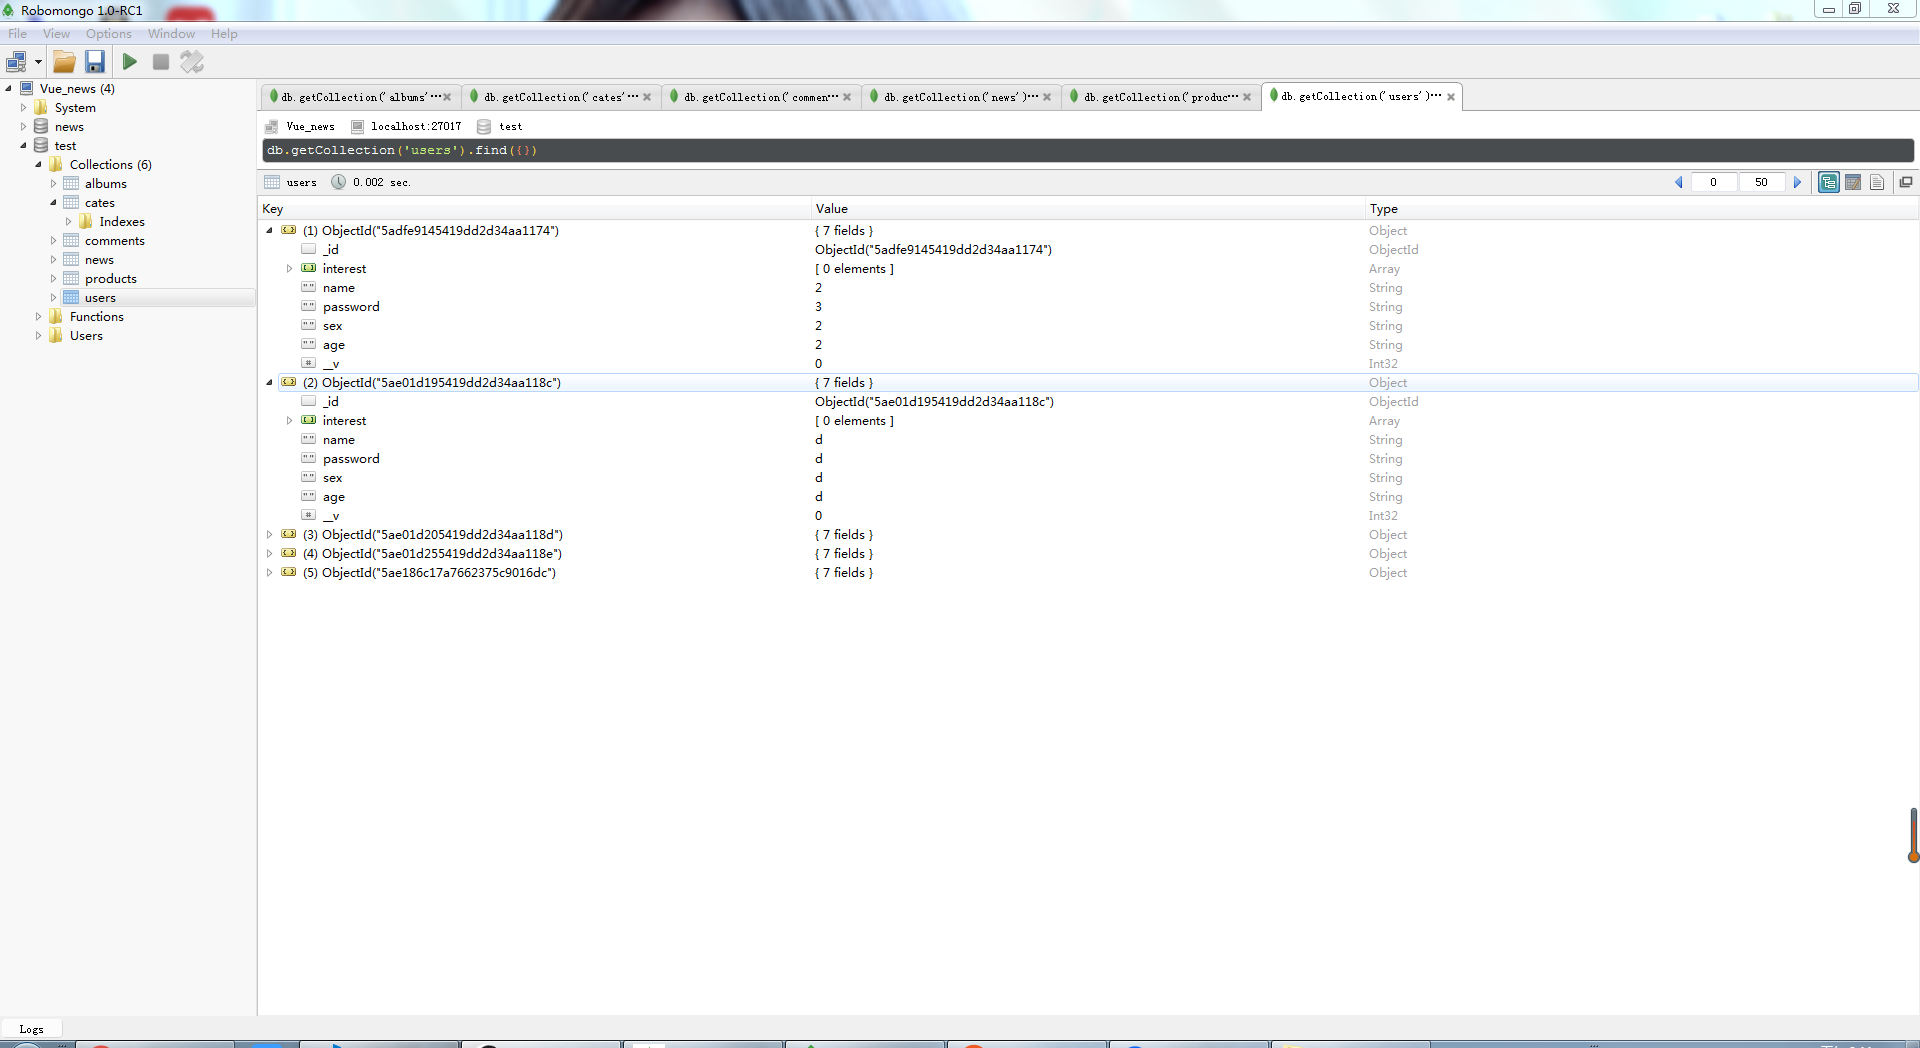 Robomongo 1.0-RC1
File View Options Window Help
Vue_news (4)
System
news
test
Collections (6)
albums
cates
Indexes
comments
news
products
users
Functions
Users
db.getCollection('albums'··· db.getCollection('cates'··· db.getCollection('commen··· db.getCollection('news')··· db.getCollection('produc··· db.getCollection('users')···
Vue_news localhost:27017 test
db.getCollection('users').find({})
users 0.002 sec. 0 50
Key Value Type
(1) ObjectId("5adfe9145419dd2d34aa1174") { 7 fields } Object
_id ObjectId("5adfe9145419dd2d34aa1174") ObjectId
interest [ 0 elements ] Array
name 2 String
password 3 String
sex 2 String
age 2 String
__v 0 Int32
(2) ObjectId("5ae01d195419dd2d34aa118c") { 7 fields } Object
_id ObjectId("5ae01d195419dd2d34aa118c") ObjectId
interest [ 0 elements ] Array
name d String
password d String
sex d String
age d String
__v 0 Int32
(3) ObjectId("5ae01d205419dd2d34aa118d") { 7 fields } Object
(4) ObjectId("5ae01d255419dd2d34aa118e") { 7 fields } Object
(5) ObjectId("5ae186c17a7662375c9016dc") { 7 fields } Object
Logs